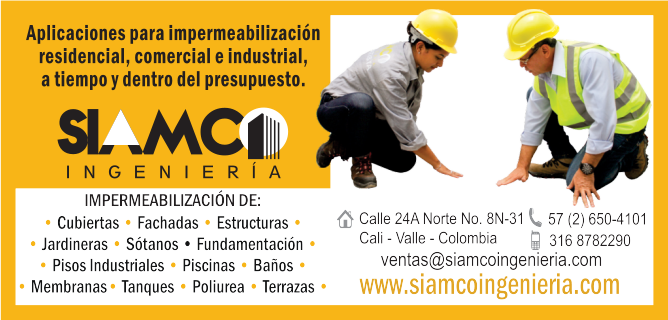 Aplicaciones para impermeabilización
residencial, comercial e industrial,
a tiempo y dentro del presupuesto.
SIAMCO
INGENIERÍA
IMPERMEABILIZACIÓN DE:
• Cubiertas • Fachadas • Estructuras •
• Jardineras • Sótanos • Fundamentación •
• Pisos Industriales • Piscinas • Baños •
• Membranas • Tanques • Poliurea • Terrazas •
Calle 24A Norte No. 8N-31 57 (2) 650-4101
Cali - Valle - Colombia 316 8782290
ventas@siamcoingenieria.com
www.siamcoingenieria.com